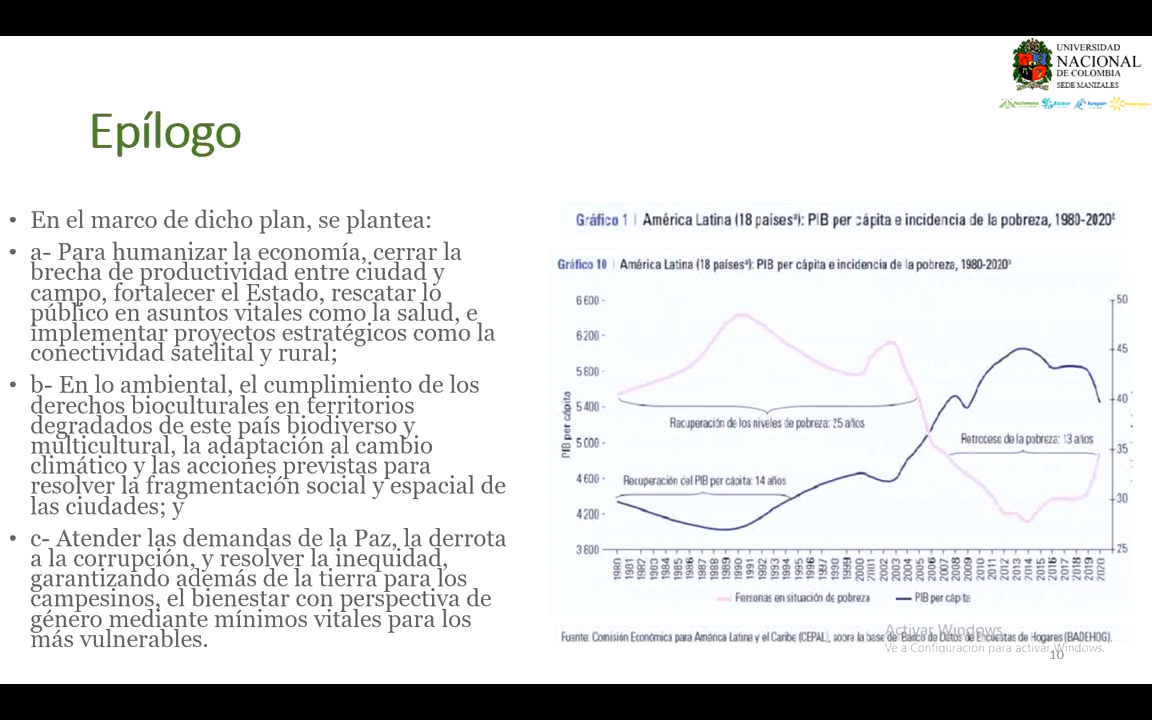 UNIVERSIDAD
NACIONAL
DE COLOMBIA
SEDE MANIZALES
Epílogo
• En el marco de dicho plan, se plantea:
• a- Para humanizar la economía, cerrar la
brecha de productividad entre ciudad y
campo, fortalecer el Estado, rescatar lo
público en asuntos vitales como la salud, e
implementar proyectos estratégicos como la
conectividad satelital y rural;
• b- En lo ambiental, el cumplimiento de los
derechos bioculturales en territorios
degradados de este país biodiverso y
multicultural, la adaptación al cambio
climático y las acciones previstas para
resolver la fragmentación social y espacial de
las ciudades; y
• c- Atender las demandas de la Paz, la derrota
a la corrupción, y resolver la inequidad,
garantizando además de la tierra para los
campesinos, el bienestar con perspectiva de
género mediante mínimos vitales para los
más vulnerables.
Gráfico 1 | América Latina (18 países): PIB per cápita e incidencia de la pobreza, 1980-2020
Gráfico 10 | América Latina (18 países): PIB per cápita e incidencia de la pobreza, 1980-2020
6 600
6 200
5 800
5 400
5 000
4 600
4 200
3 600
PIB per cápita
50
45
40
35
30
25
Recuperación de los niveles de pobreza: 25 años
Retroceso de la pobreza: 13 años
Recuperación del PIB per cápita: 14 años
1980 1981 1982 1983 1984 1985 1986 1987 1988 1989 1990 1991 1992 1993 1994 1995 1996 1997 1998 1999 2000 2001 2002 2003 2004 2005 2006 2007 2008 2009 2010 2011 2012 2013 2014 2015 2016 2017 2018 2019 2020
Personas en situación de pobreza
PIB per cápita
Fuente: Comisión Económica para América Latina y el Caribe (CEPAL), sobre la base de Banco de Datos de Encuestas de Hogares (BADEHOG).
Activar Windows
Ve a Configuración para activar Windows.
10